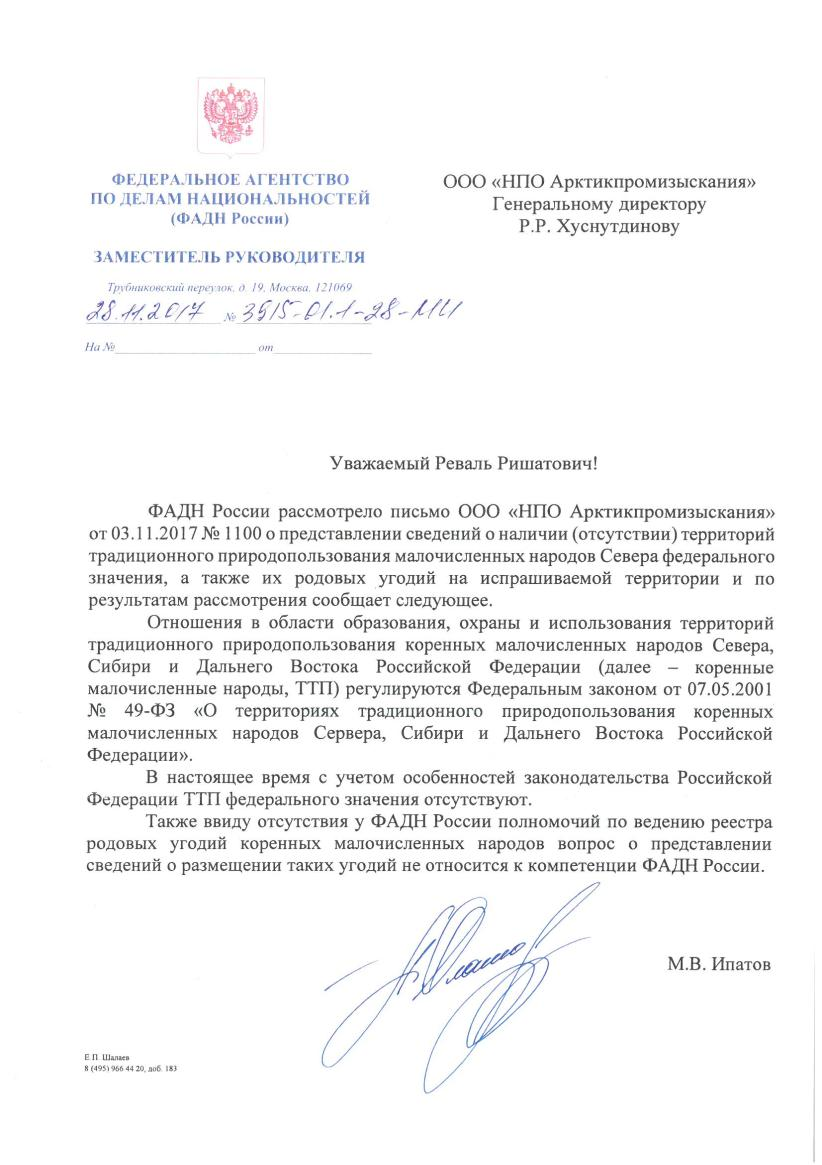 ФЕДЕРАЛЬНОЕ АГЕНТСТВО
ПО ДЕЛАМ НАЦИОНАЛЬНОСТЕЙ
(ФАДН России)
ЗАМЕСТИТЕЛЬ РУКОВОДИТЕЛЯ
Трубниковский переулок, д. 19, Москва, 121069
28.11.2017 № 3915-01.1-28-МИ
На № от
ООО «НПО Арктикпромизыскания»
Генеральному директору
Р.Р. Хуснутдинову
Уважаемый Реваль Ришатович!
ФАДН России рассмотрело письмо ООО «НПО Арктикпромизыскания»
от 03.11.2017 № 1100 о представлении сведений о наличии (отсутствии) территорий
традиционного природопользования малочисленных народов Севера федерального
значения, а также их родовых угодий на испрашиваемой территории и по
результатам рассмотрения сообщает следующее.
Отношения в области образования, охраны и использования территорий
традиционного природопользования коренных малочисленных народов Севера,
Сибири и Дальнего Востока Российской Федерации (далее – коренные
малочисленные народы, ТТП) регулируются Федеральным законом от 07.05.2001
№ 49-ФЗ «О территориях традиционного природопользования коренных
малочисленных народов Сервера, Сибири и Дальнего Востока Российской
Федерации».
В настоящее время с учетом особенностей законодательства Российской
Федерации ТТП федерального значения отсутствуют.
Также ввиду отсутствия у ФАДН России полномочий по ведению реестра
родовых угодий коренных малочисленных народов вопрос о представлении
сведений о размещении таких угодий не относится к компетенции ФАДН России.
М.В. Ипатов
Е.П. Шалаев
8 (495) 966 44 20, доб. 183